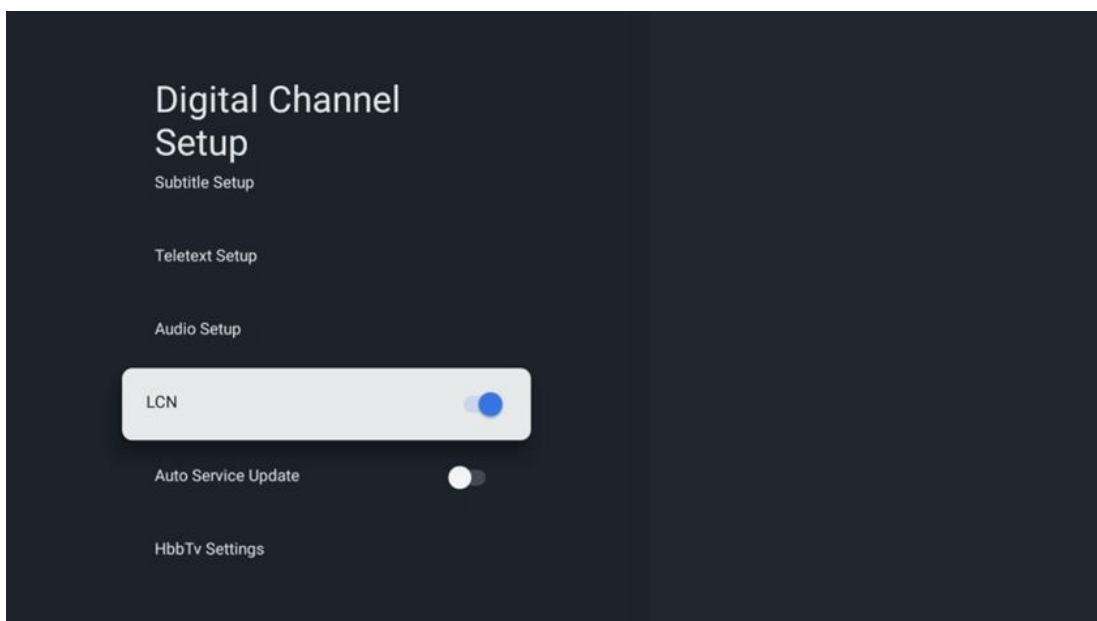 Digital Channel
Setup
Subtitle Setup
Teletext Setup
Audio Setup
LCN
Auto Service Update
HbbTv Settings